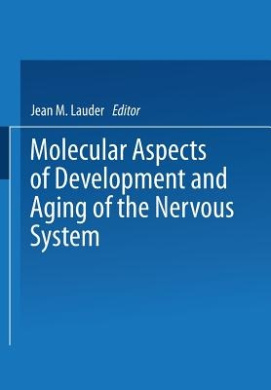 Jean M. Lauder Editor
Molecular Aspects
of Development and
Aging of the Nervous
System